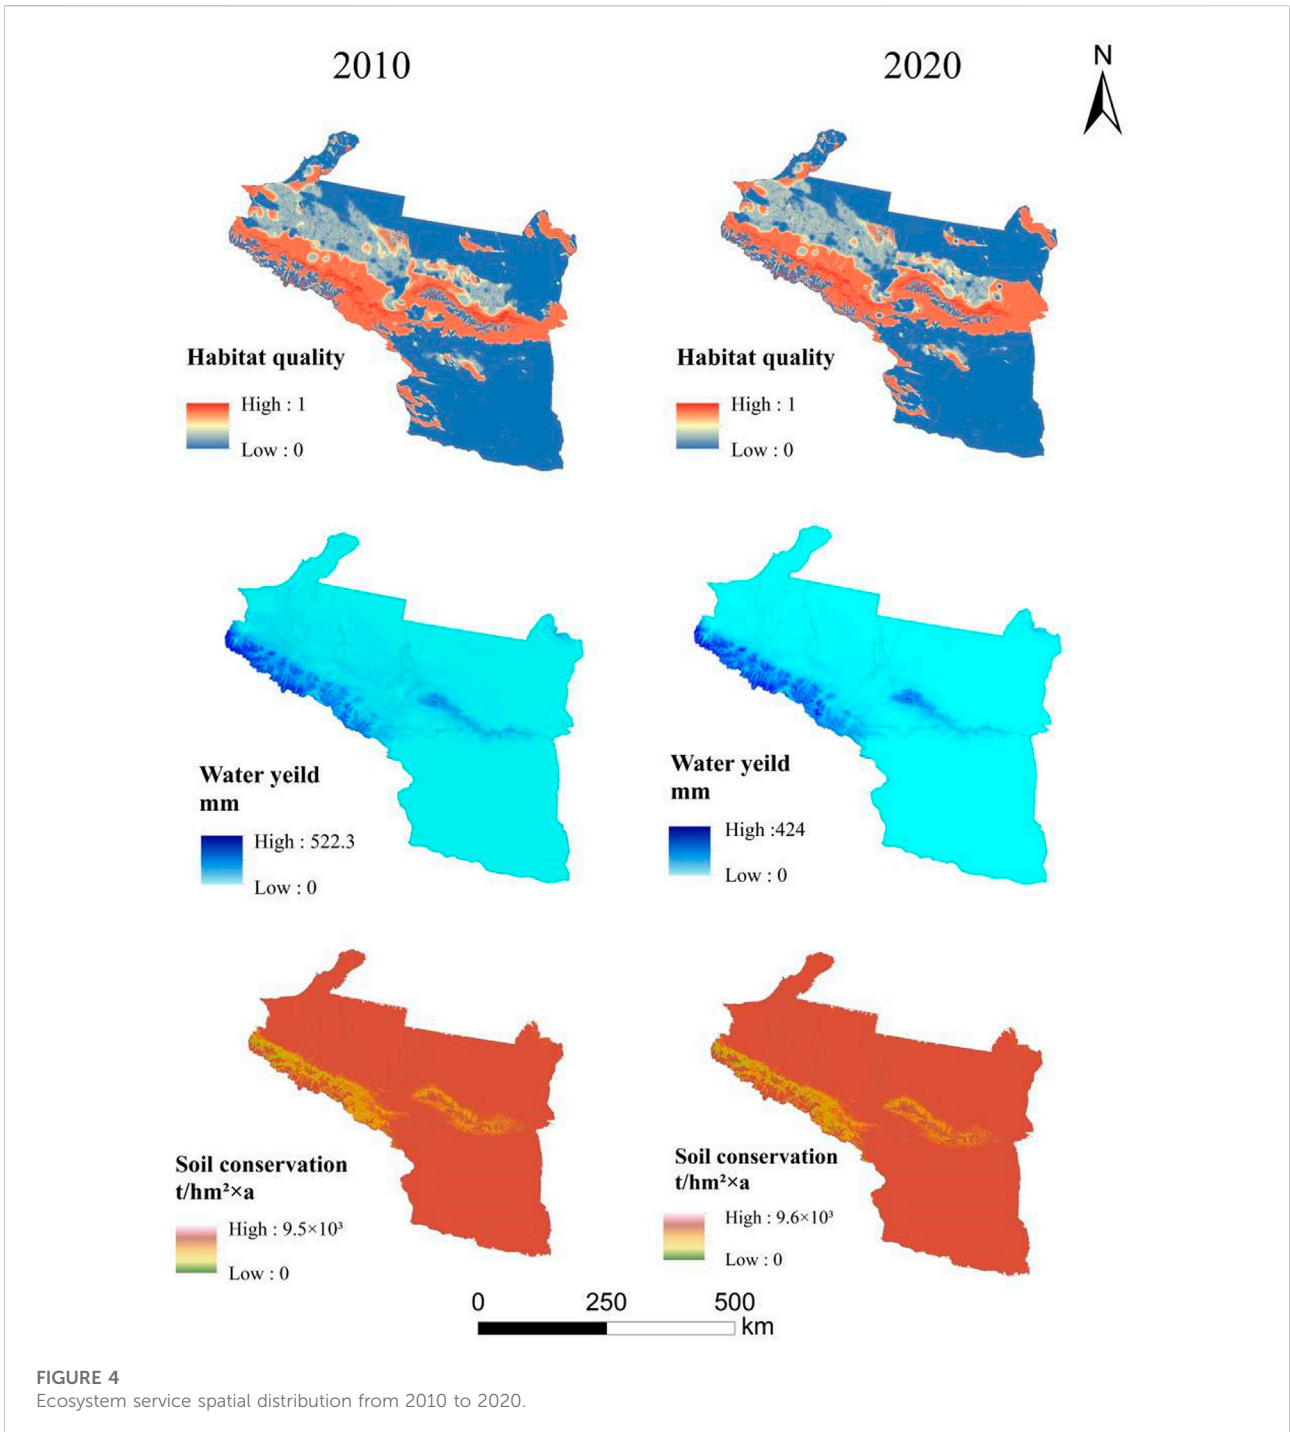 2010
2020
N
Habitat quality
High : 1
Low : 0
Habitat quality
High : 1
Low : 0
Water yeild
mm
High : 522.3
Low : 0
Water yeild
mm
High :424
Low : 0
Soil conservation
t/hm²×a
High : 9.5×10³
Low : 0
Soil conservation
t/hm²×a
High : 9.6×10³
Low : 0
0 250 500
km
FIGURE 4
Ecosystem service spatial distribution from 2010 to 2020.